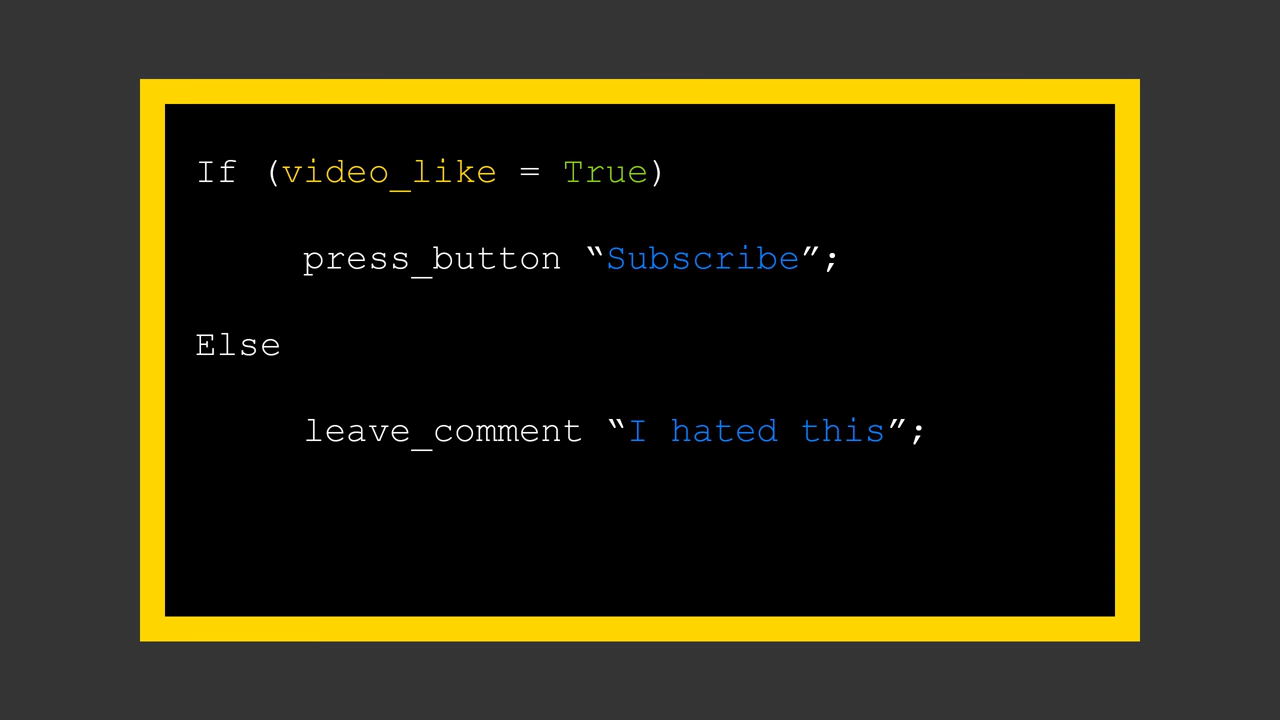 If (video_like = True)
press_button “Subscribe”;
Else
leave_comment “I hated this”;